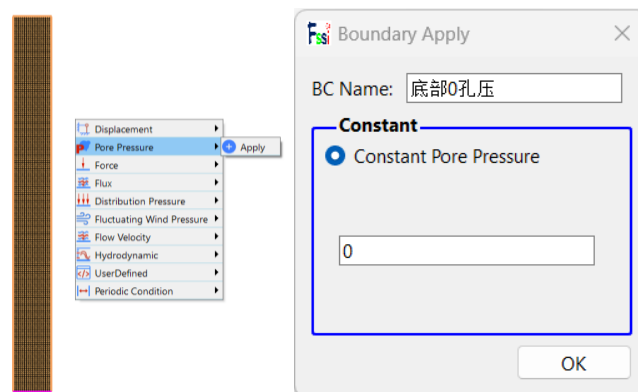 Displacement
Pore Pressure
Apply
Force
Flux
Distribution Pressure
Fluctuating Wind Pressure
Flow Velocity
Hydrodynamic
UserDefined
Periodic Condition
Fssi Boundary Apply
BC Name: 底部0孔压
Constant
Constant Pore Pressure
0
OK